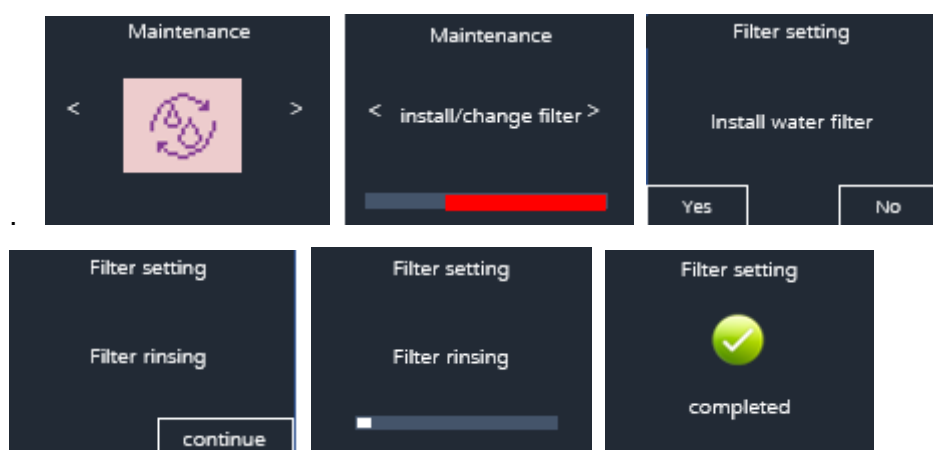 Maintenance
< >
Maintenance
< install/change filter >
Filter setting
Install water filter
Yes No
.
Filter setting
Filter rinsing
continue
Filter setting
Filter rinsing
Filter setting
completed